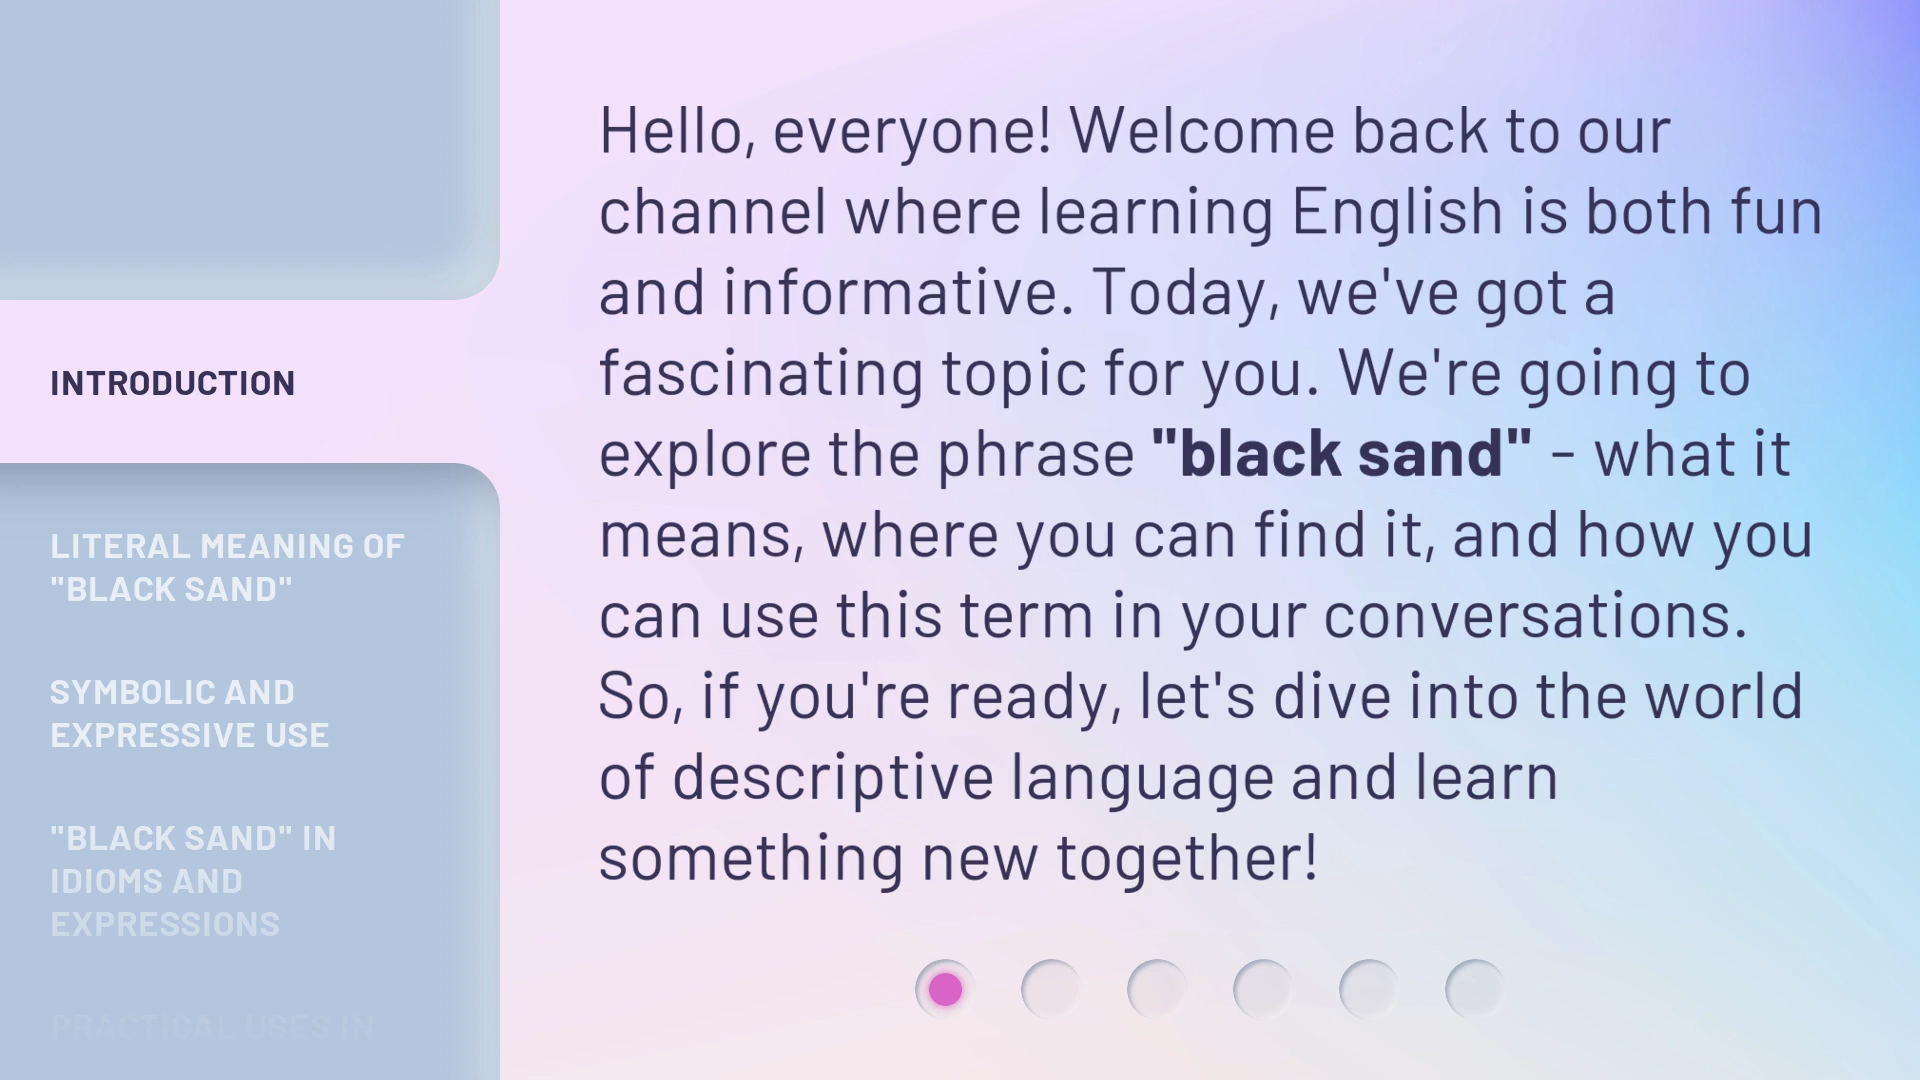 INTRODUCTION
LITERAL MEANING OF
"BLACK SAND"
SYMBOLIC AND
EXPRESSIVE USE
"BLACK SAND" IN
IDIOMS AND
EXPRESSIONS
PRACTICAL USES IN
Hello, everyone! Welcome back to our
channel where learning English is both fun
and informative. Today, we've got a
fascinating topic for you. We're going to
explore the phrase "black sand" - what it
means, where you can find it, and how you
can use this term in your conversations.
So, if you're ready, let's dive into the world
of descriptive language and learn
something new together!